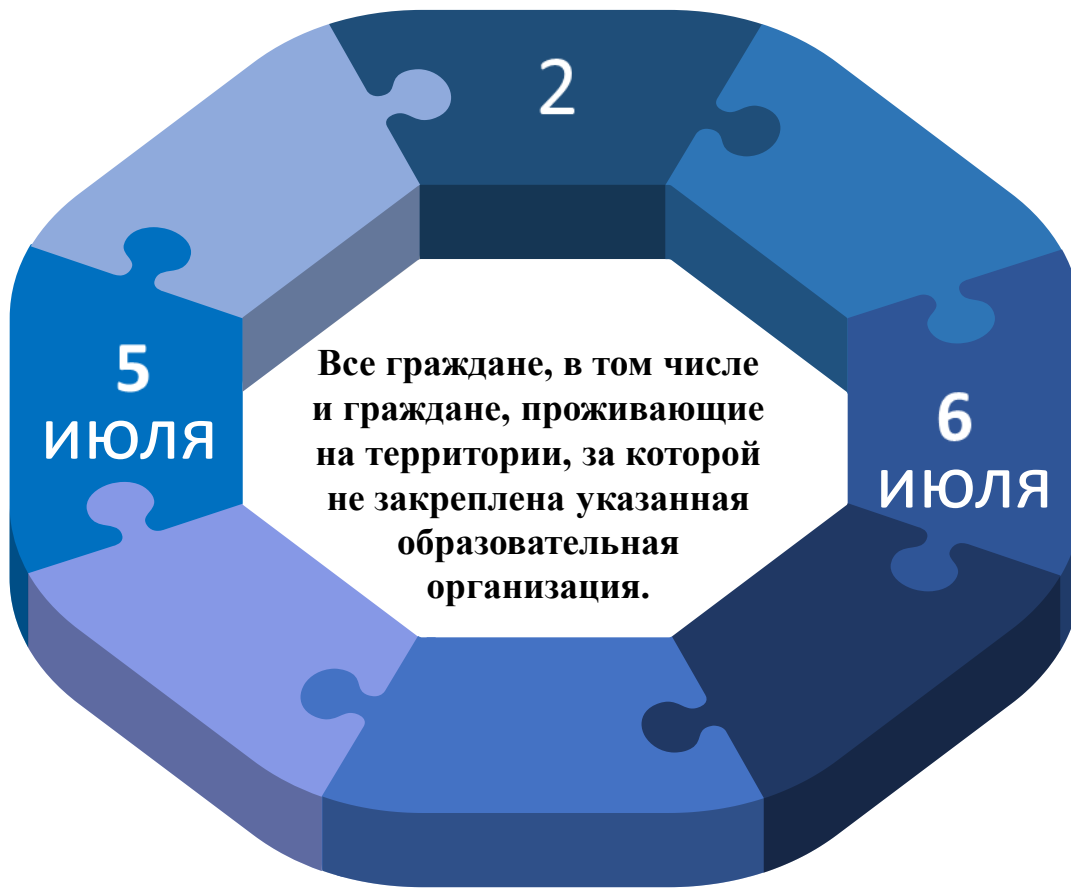 2
5
июля
Все граждане, в том числе
и граждане, проживающие
на территории, за которой
не закреплена указанная
образовательная
организация.
6
июля